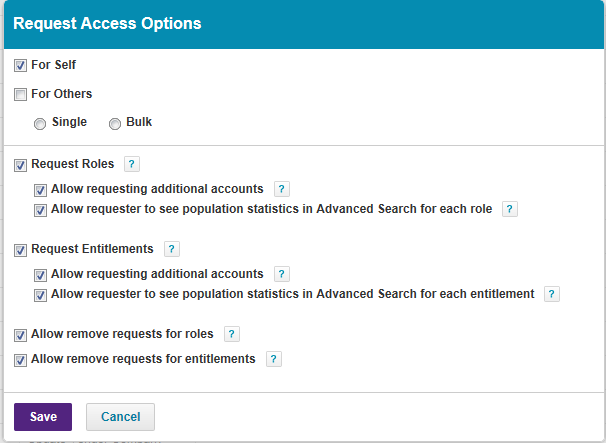 Request Access Options
For Self
For Others
Single Bulk
Request Roles ?
Allow requesting additional accounts ?
Allow requester to see population statistics in Advanced Search for each role ?
Request Entitlements ?
Allow requesting additional accounts ?
Allow requester to see population statistics in Advanced Search for each entitlement ?
Allow remove requests for roles ?
Allow remove requests for entitlements ?
Save Cancel